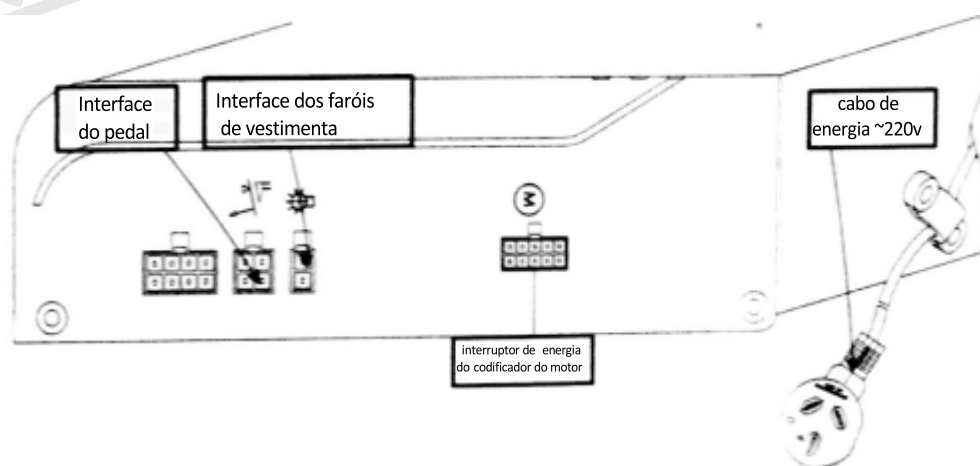 Interface
do pedal
Interface dos faróis
de vestimenta
cabo de
energia ~220v
M
interruptor de energia
do codificador do motor